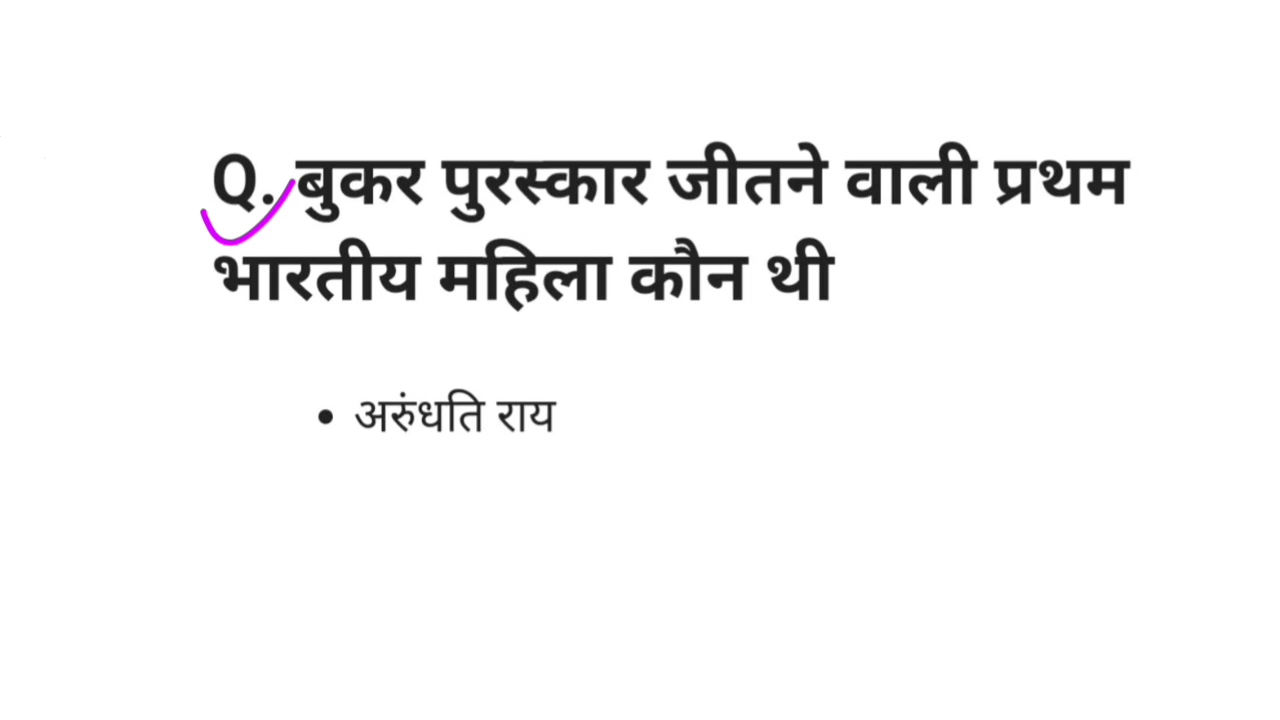 Q. बुकर पुरस्कार जीतने वाली प्रथम
भारतीय महिला कौन थी
• अरुंधति राय